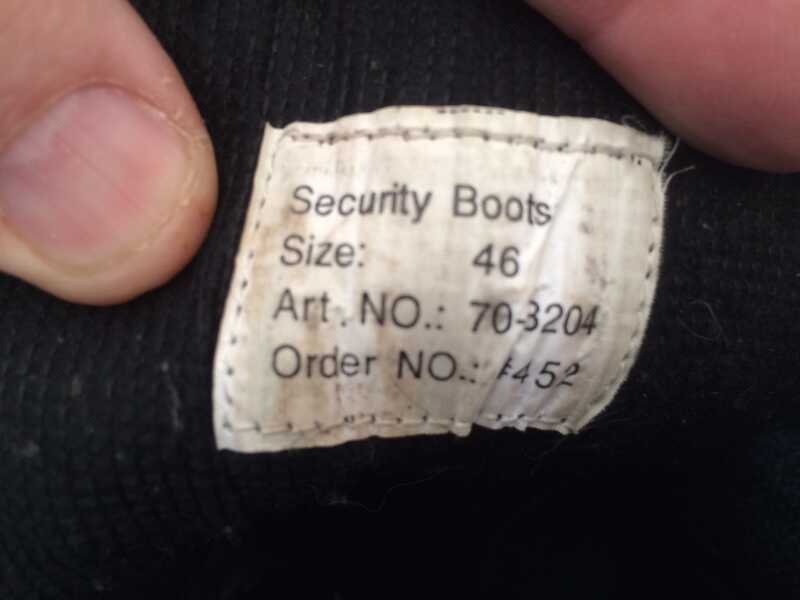 Security Boots
Size: 46
Art.NO.: 70-3204
Order NO.: